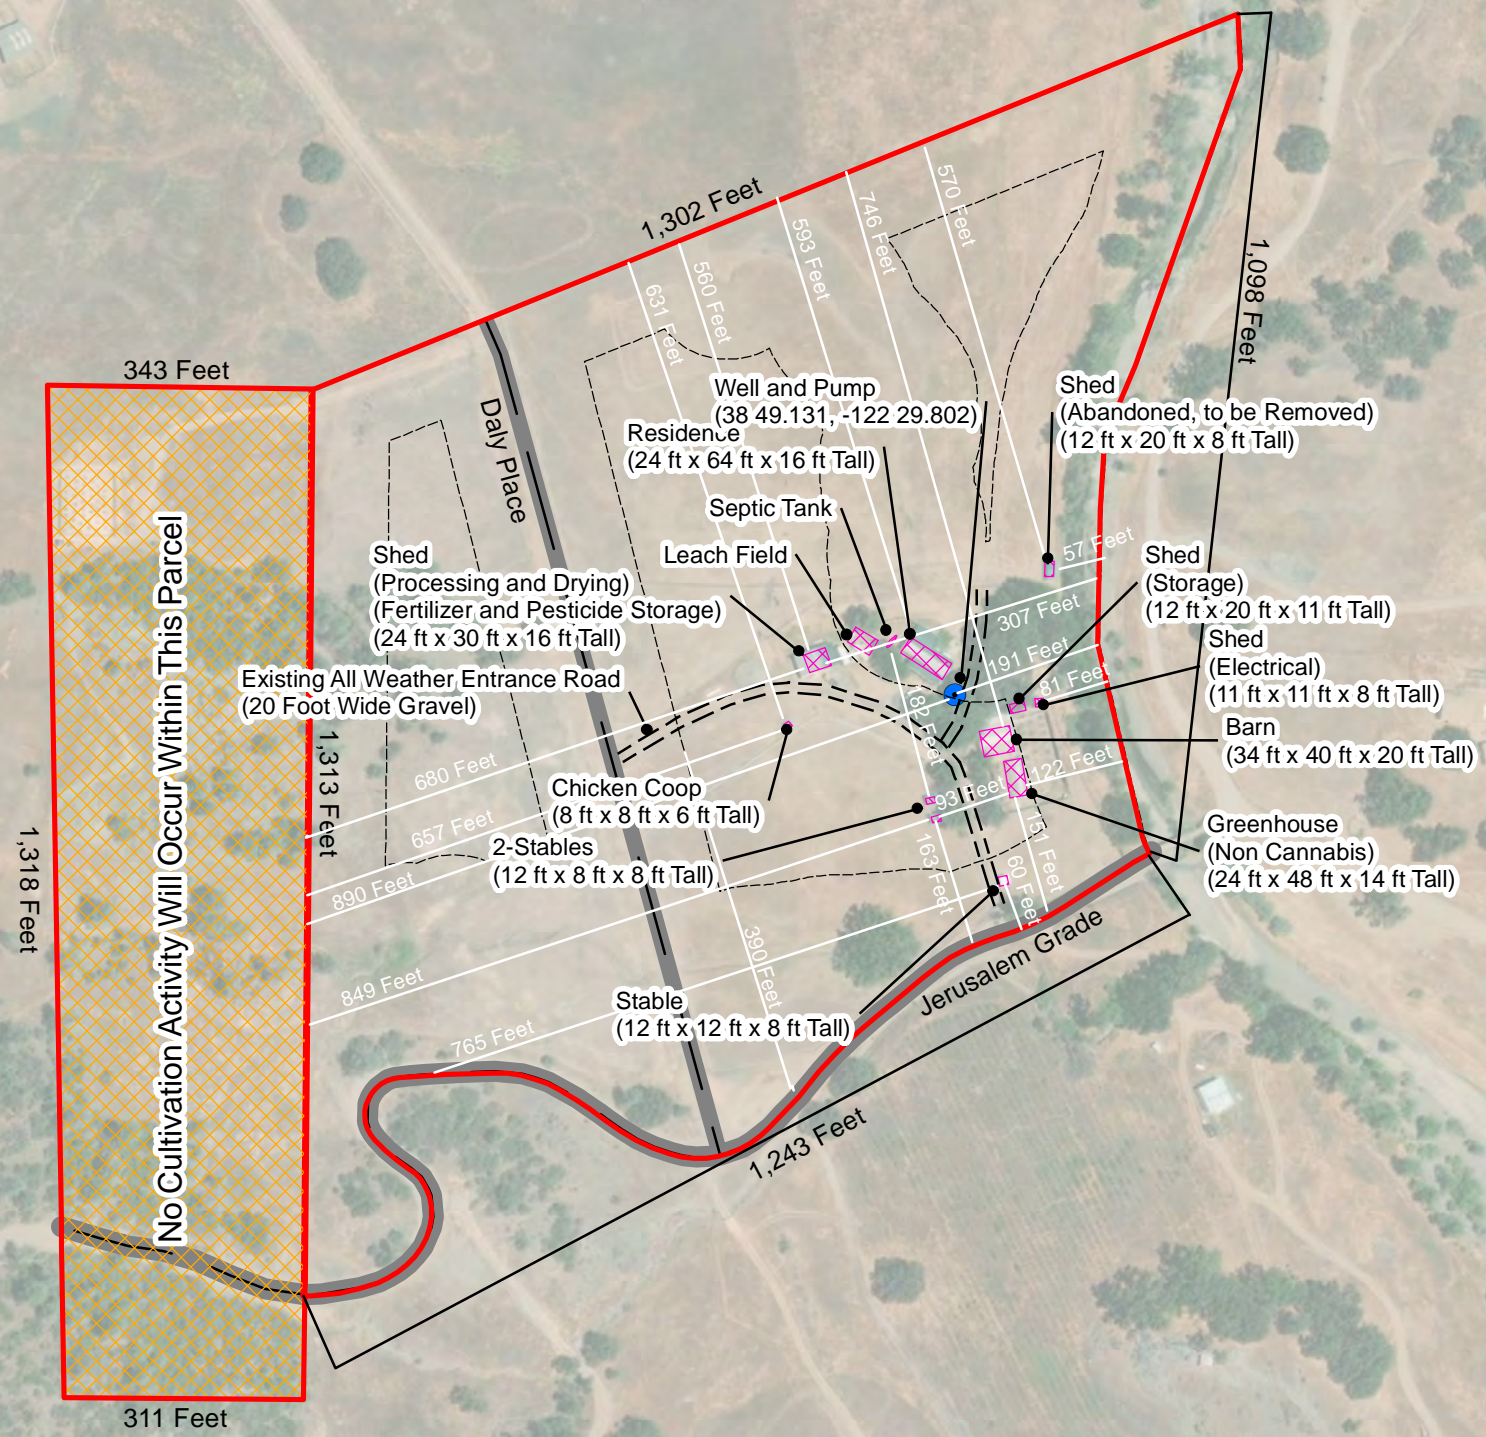 1,302 Feet
1,098 Feet
570 Feet
746 Feet
593 Feet
560 Feet
631 Feet
343 Feet
Daly Place
Well and Pump
(38 49.131, -122 29.802)
Residence
(24 ft x 64 ft x 16 ft Tall)
Septic Tank
Leach Field
Shed
(Abandoned, to be Removed)
(12 ft x 20 ft x 8 ft Tall)
57 Feet
Shed
(Processing and Drying)
(Fertilizer and Pesticide Storage)
(24 ft x 30 ft x 16 ft Tall)
Shed
(Storage)
(12 ft x 20 ft x 11 ft Tall)
307 Feet
191 Feet
81 Feet
Shed
(Electrical)
(11 ft x 11 ft x 8 ft Tall)
Existing All Weather Entrance Road
(20 Foot Wide Gravel)
182 Feet
Barn
(34 ft x 40 ft x 20 ft Tall)
No Cultivation Activity Will Occur Within This Parcel
1,313 Feet
1,318 Feet
680 Feet
657 Feet
890 Feet
849 Feet
765 Feet
Chicken Coop
(8 ft x 8 ft x 6 ft Tall)
122 Feet
93 Feet
2-Stables
(12 ft x 8 ft x 8 ft Tall)
Greenhouse
(Non Cannabis)
(24 ft x 48 ft x 14 ft Tall)
163 Feet
60 Feet
151 Feet
390 Feet
Stable
(12 ft x 12 ft x 8 ft Tall)
Jerusalem Grade
1,243 Feet
311 Feet